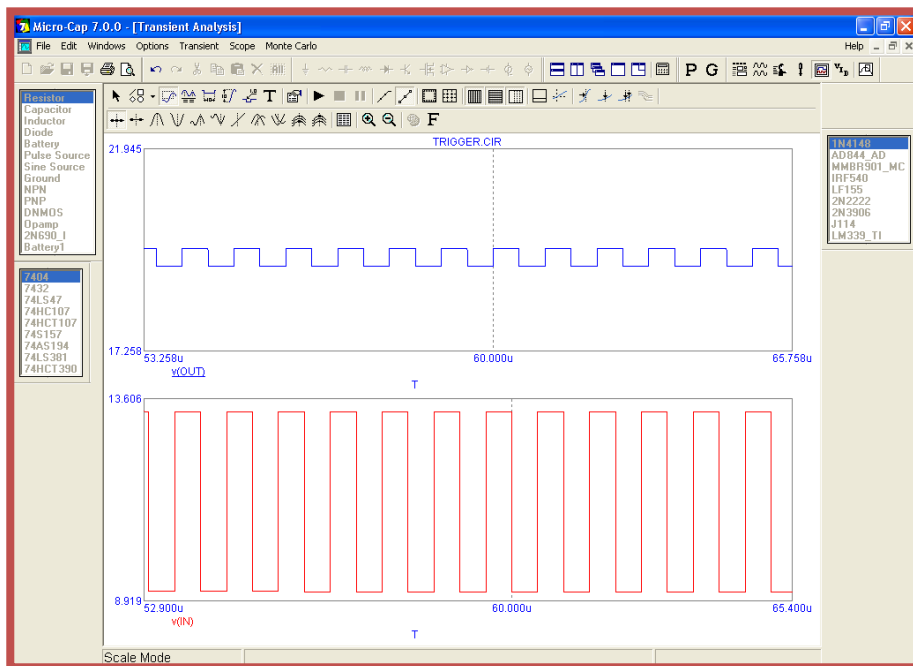 Micro-Cap 7.0.0 - [Transient Analysis]
File Edit Windows Options Transient Scope Monte Carlo Help
P G
T
F
Resistor
Capacitor
Inductor
Diode
Battery
Pulse Source
Sine Source
Ground
NPN
PNP
DNMOS
Opamp
2N690_I
Battery1
7404
7432
74LS47
74HC107
74HCT107
74S157
74AS194
74LS381
74HCT390
TRIGGER.CIR
21.945
17.258
53.258u 60.000u 65.758u
v(OUT)
T
13.606
8.919
52.900u 60.000u 65.400u
v(IN)
T
1N4148
AD844_AD
MMBR901_MC
IRF540
LF155
2N2222
2N3906
J114
LM339_TI
Scale Mode